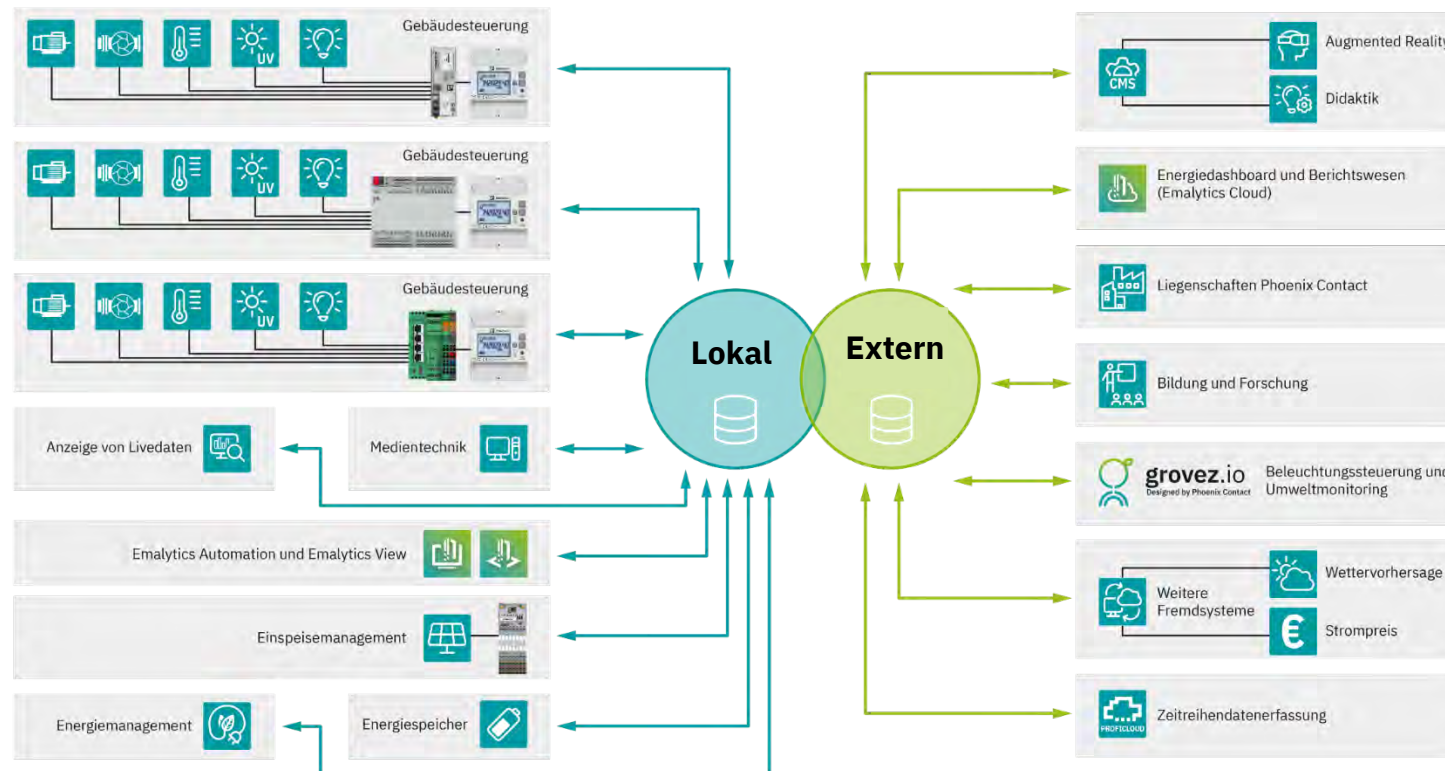 Gebäudesteuerung
UV
Gebäudesteuerung
UV
Gebäudesteuerung
UV
Anzeige von Livedaten
Medientechnik
Emalytics Automation und Emalytics View
Einspeisemanagement
Energiemanagement
Energiespeicher
Lokal
Extern
CMS
Augmented Reality
Didaktik
Energiedashboard und Berichtswesen
(Emalytics Cloud)
Liegenschaften Phoenix Contact
Bildung und Forschung
grovez.io
Designed by Phoenix Contact
Beleuchtungssteuerung und
Umweltmonitoring
Weitere
Fremdsysteme
Wettervorhersage
€
Strompreis
PROFICLOUD
Zeitreihendatenerfassung